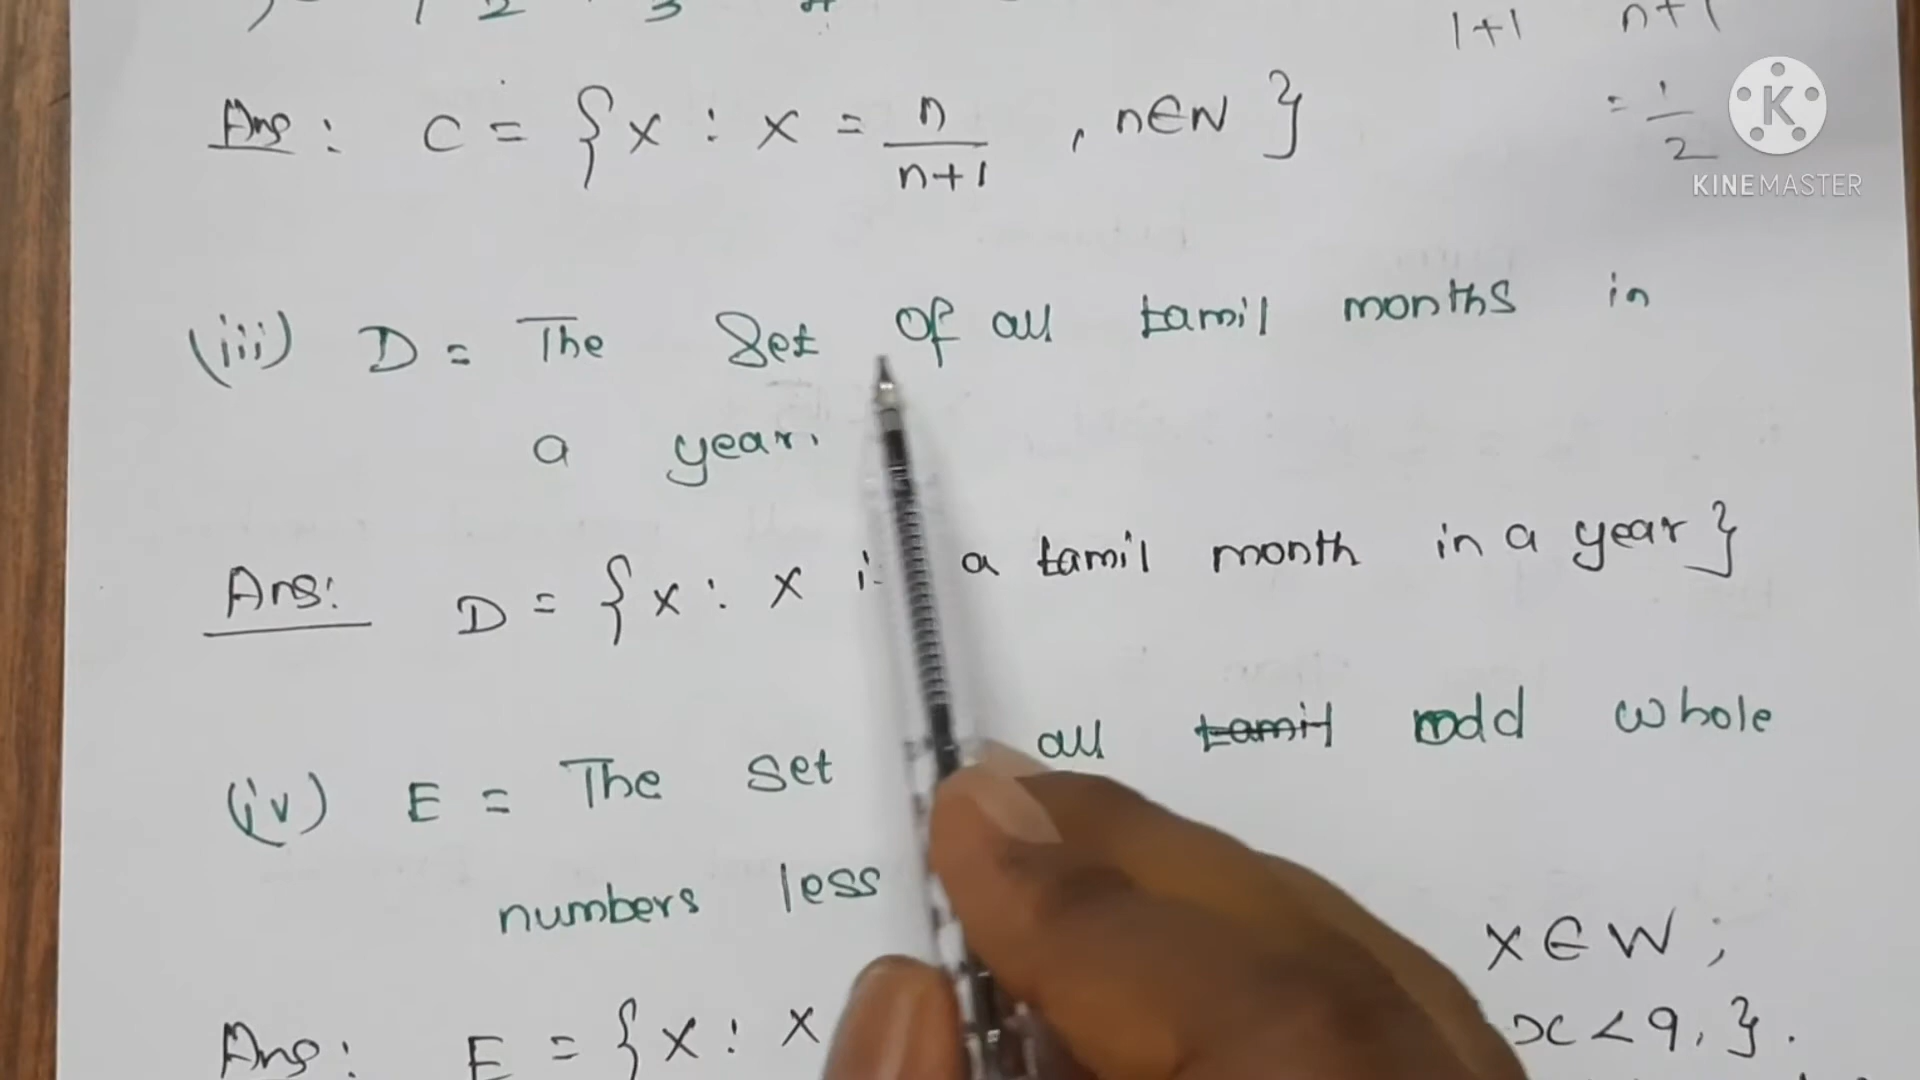 1+1 n+1
Ans: C = {x : x = n/n+1 , n∈N }
= 1/2
KINEMASTER
(iii) D = The Set Of all tamil months in
a year.
Ans: D = {x : x a tamil month in a year}
(iv) E = The set all tamil odd whole
numbers less
x∈W ;
Ans: E = {x : x x<9, }.